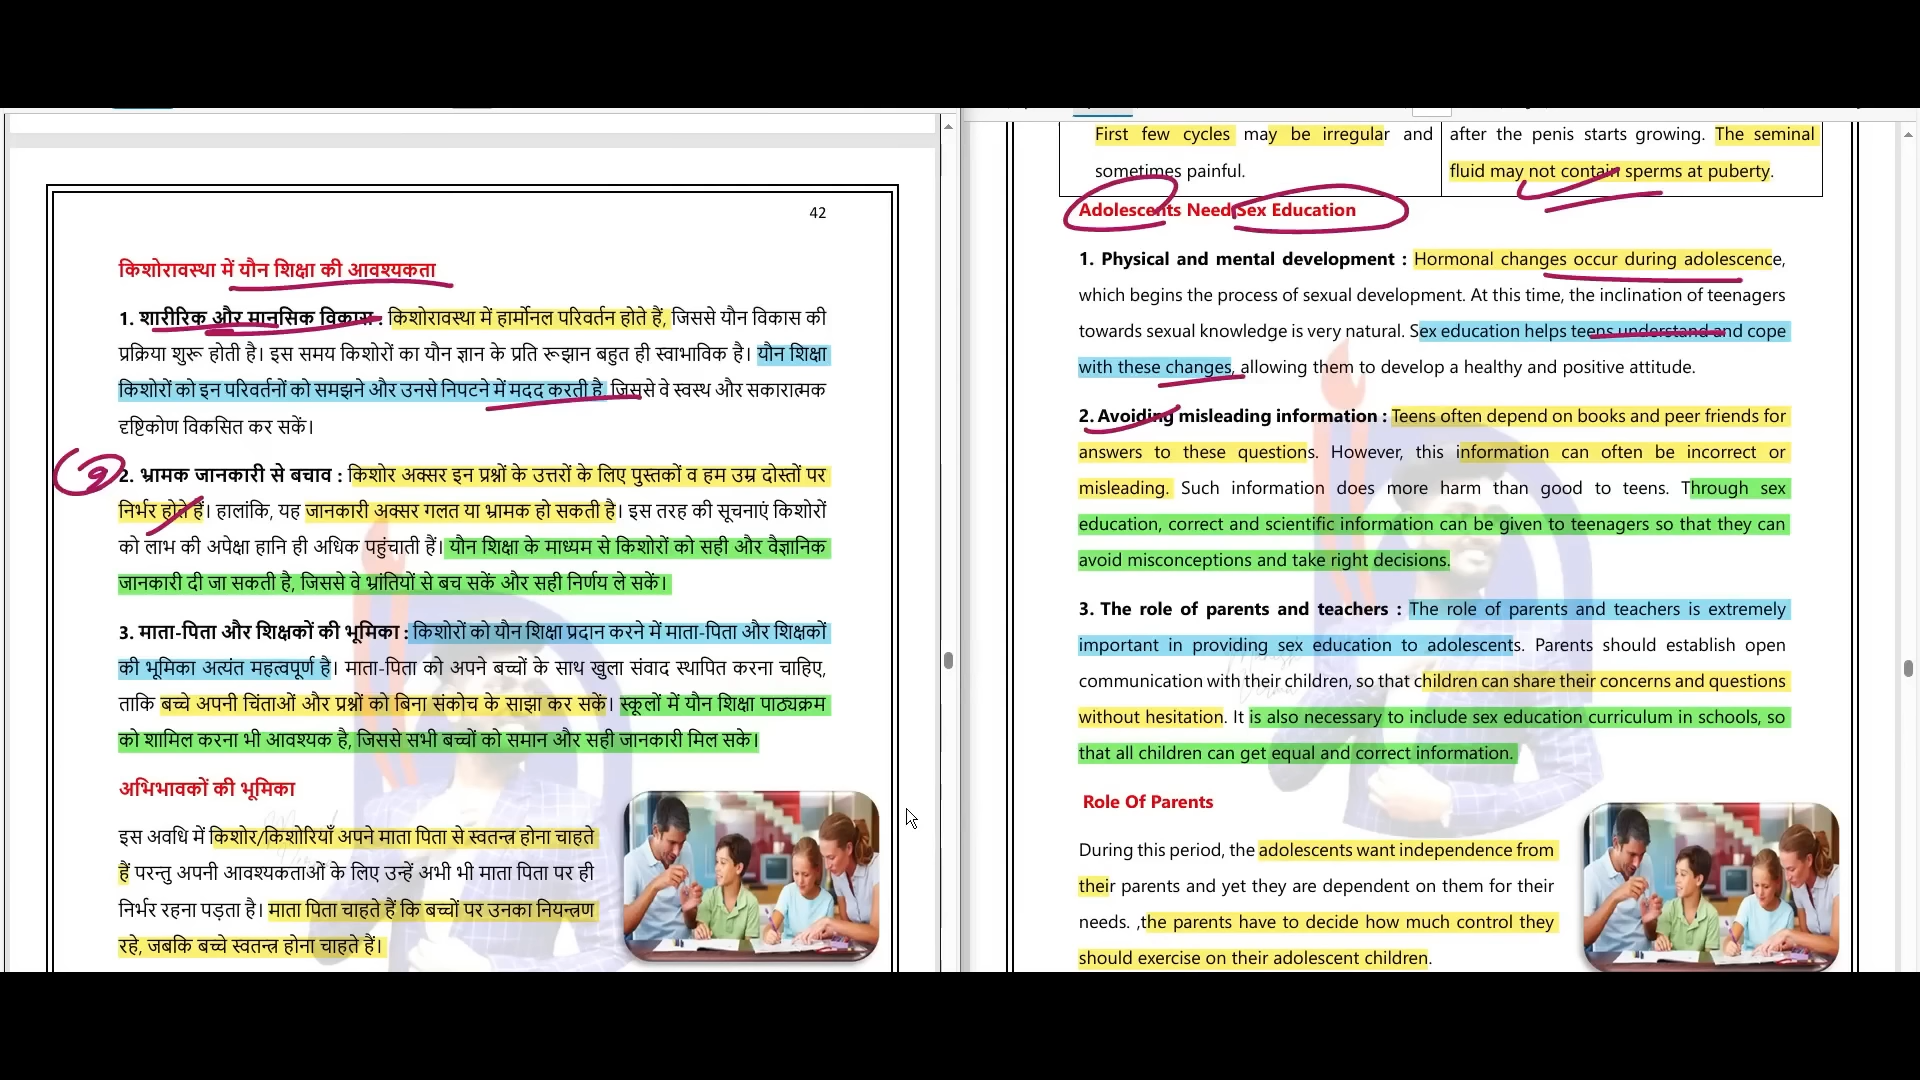 42
किशोरावस्था में यौन शिक्षा की आवश्यकता
1. शारीरिक और मानसिक विकास : किशोरावस्था में हार्मोनल परिवर्तन होते हैं, जिससे यौन विकास की
प्रक्रिया शुरू होती है। इस समय किशोरों का यौन ज्ञान के प्रति रूझान बहुत ही स्वाभाविक है। यौन शिक्षा
किशोरों को इन परिवर्तनों को समझने और उनसे निपटने में मदद करती है, जिससे वे स्वस्थ और सकारात्मक
दृष्टिकोण विकसित कर सकें।
2. भ्रामक जानकारी से बचाव : किशोर अक्सर इन प्रश्नों के उत्तरों के लिए पुस्तकों व हम उम्र दोस्तों पर
निर्भर होते हैं। हालांकि, यह जानकारी अक्सर गलत या भ्रामक हो सकती है। इस तरह की सूचनाएं किशोरों
को लाभ की अपेक्षा हानि ही अधिक पहुंचाती हैं। यौन शिक्षा के माध्यम से किशोरों को सही और वैज्ञानिक
जानकारी दी जा सकती है, जिससे वे भ्रांतियों से बच सकें और सही निर्णय ले सकें।
3. माता-पिता और शिक्षकों की भूमिका : किशोरों को यौन शिक्षा प्रदान करने में माता-पिता और शिक्षकों
की भूमिका अत्यंत महत्वपूर्ण है। माता-पिता को अपने बच्चों के साथ खुला संवाद स्थापित करना चाहिए,
ताकि बच्चे अपनी चिंताओं और प्रश्नों को बिना संकोच के साझा कर सकें। स्कूलों में यौन शिक्षा पाठ्यक्रम
को शामिल करना भी आवश्यक है, जिससे सभी बच्चों को समान और सही जानकारी मिल सके।
अभिभावकों की भूमिका
इस अवधि में किशोर/किशोरियाँ अपने माता पिता से स्वतन्त्र होना चाहते
हैं परन्तु अपनी आवश्यकताओं के लिए उन्हें अभी भी माता पिता पर ही
निर्भर रहना पड़ता है। माता पिता चाहते हैं कि बच्चों पर उनका नियन्त्रण
रहे, जबकि बच्चे स्वतन्त्र होना चाहते हैं।
First few cycles may be irregular and
sometimes painful.
after the penis starts growing. The seminal
fluid may not contain sperms at puberty.
Adolescents Need Sex Education
1. Physical and mental development : Hormonal changes occur during adolescence,
which begins the process of sexual development. At this time, the inclination of teenagers
towards sexual knowledge is very natural. Sex education helps teens understand and cope
with these changes, allowing them to develop a healthy and positive attitude.
2. Avoiding misleading information : Teens often depend on books and peer friends for
answers to these questions. However, this information can often be incorrect or
misleading. Such information does more harm than good to teens. Through sex
education, correct and scientific information can be given to teenagers so that they can
avoid misconceptions and take right decisions.
3. The role of parents and teachers : The role of parents and teachers is extremely
important in providing sex education to adolescents. Parents should establish open
communication with their children, so that children can share their concerns and questions
without hesitation. It is also necessary to include sex education curriculum in schools, so
that all children can get equal and correct information.
Role Of Parents
During this period, the adolescents want independence from
their parents and yet they are dependent on them for their
needs. ,the parents have to decide how much control they
should exercise on their adolescent children.